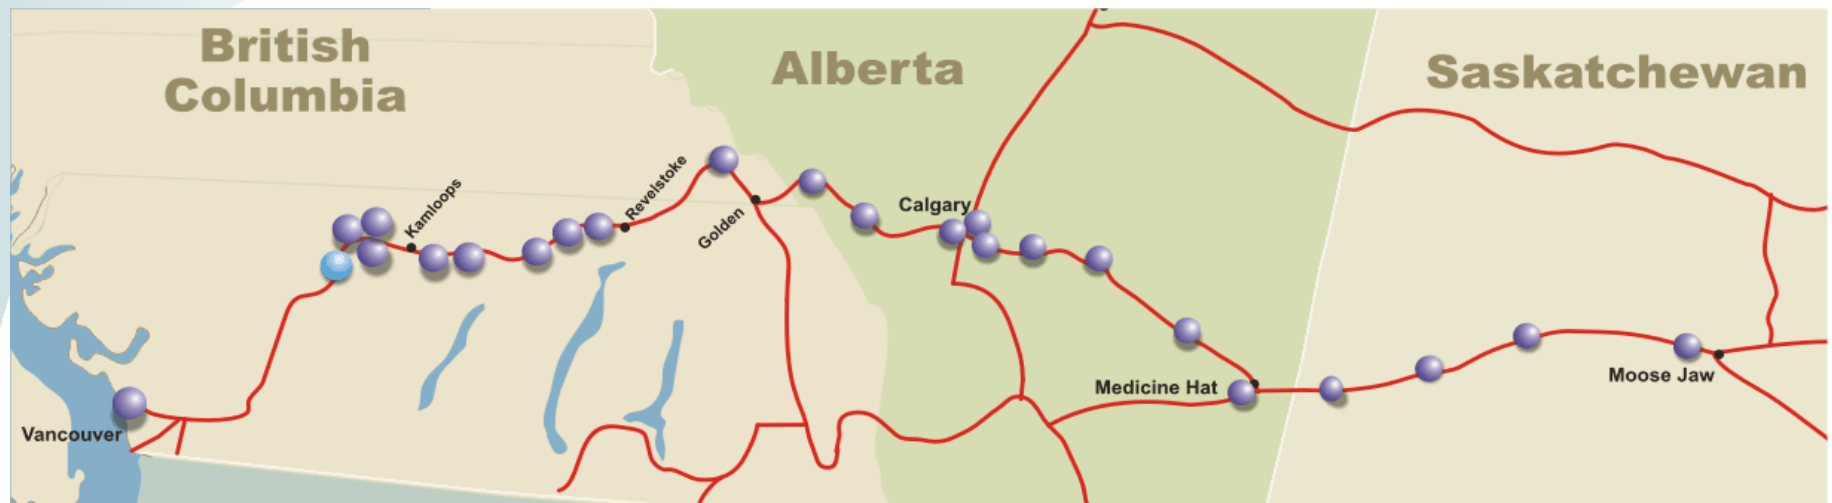 British
Columbia
Alberta
Saskatchewan
Kamloops
Revelstoke
Golden
Calgary
Medicine Hat
Moose Jaw
Vancouver